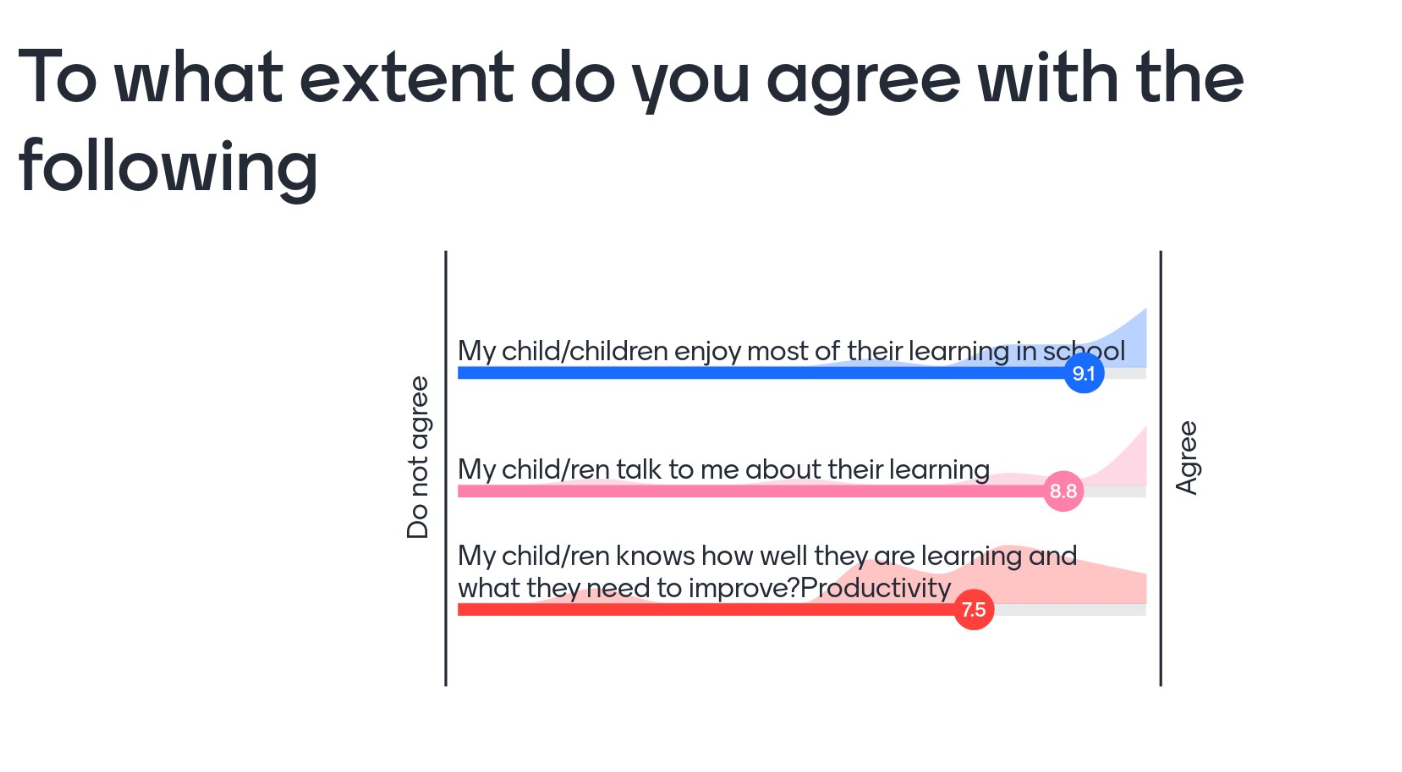 To what extent do you agree with the
following
Do not agree
My child/children enjoy most of their learning in school
9.1
My child/ren talk to me about their learning
8.8
My child/ren knows how well they are learning and
what they need to improve?Productivity
7.5
Agree